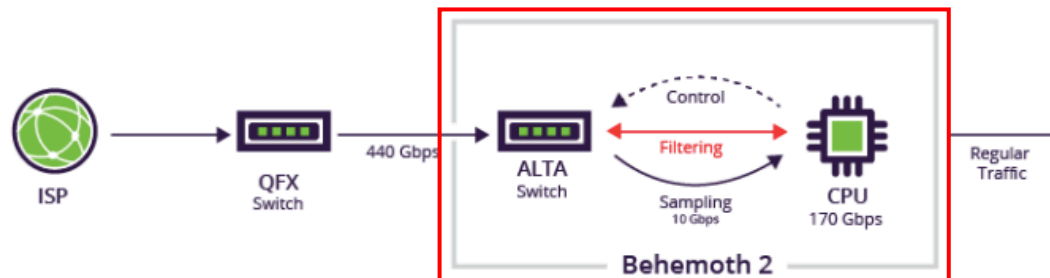 ISP
QFX
Switch
440 Gbps
ALTA
Switch
Control
Filtering
Sampling
10 Gbps
CPU
170 Gbps
Regular
Traffic
Behemoth 2